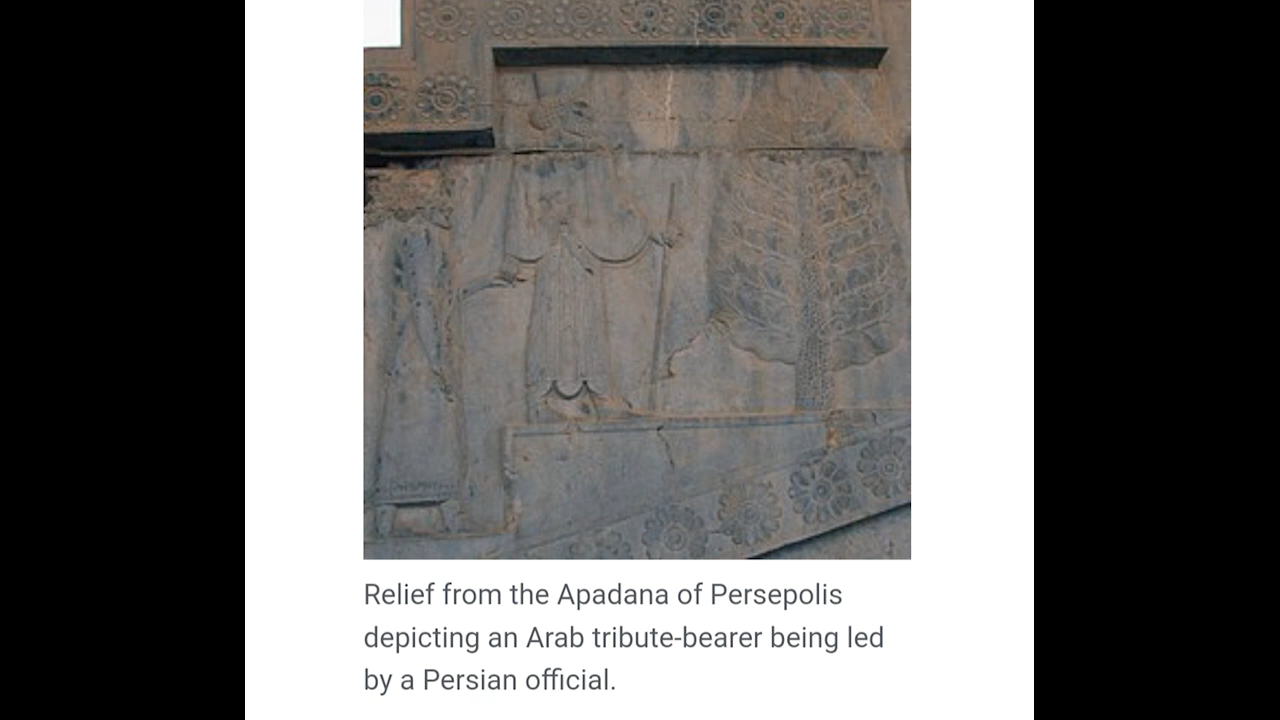 Relief from the Apadana of Persepolis
depicting an Arab tribute-bearer being led
by a Persian official.